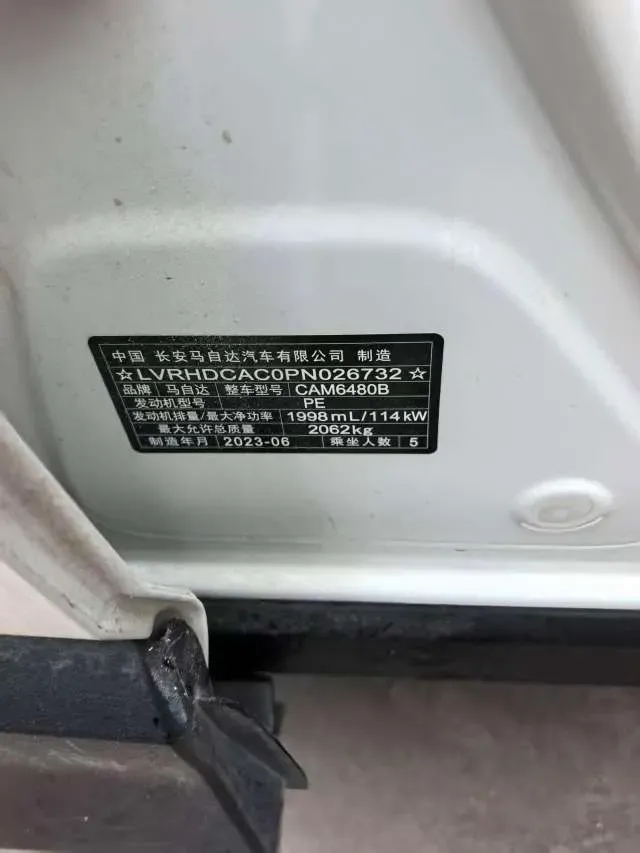 中国 长安马自达汽车有限公司 制造
☆LVRHDCAC0PN026732☆
品牌 马自达 整车型号 CAM6480B
发动机型号 PE
发动机排量/最大净功率 1998mL/114kW
最大允许总质量 2062kg
制造年月 2023-06 乘坐人数 5